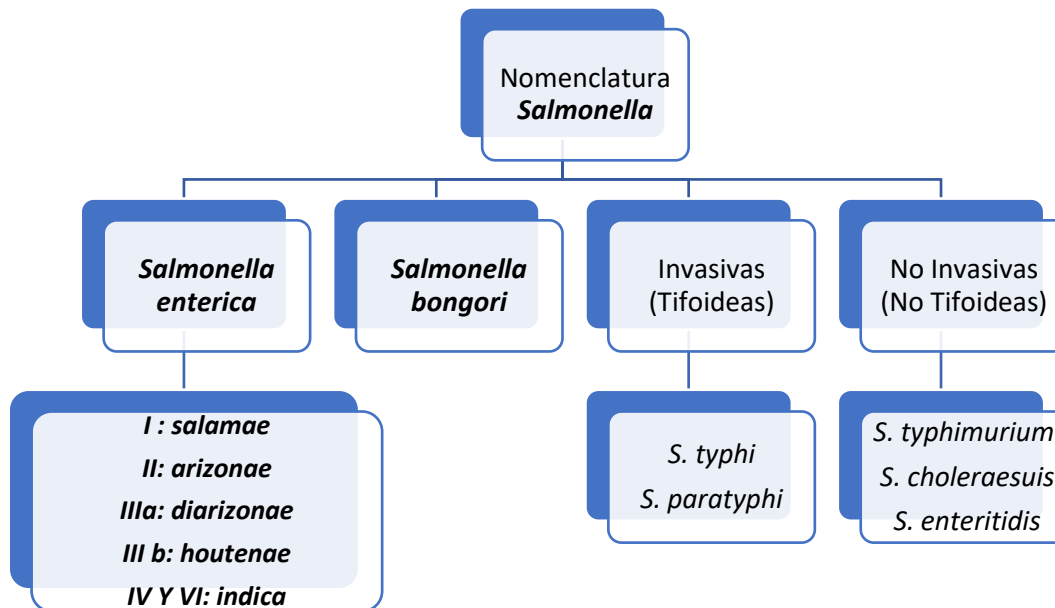 Nomenclatura
Salmonella
Salmonella
enterica
Salmonella
bongori
Invasivas
(Tifoideas)
No Invasivas
(No Tifoideas)
I : salamae
II: arizonae
IIIa: diarizonae
III b: houtenae
IV Y VI: indica
S. typhi
S. paratyphi
S. typhimurium
S. choleraesuis
S. enteritidis